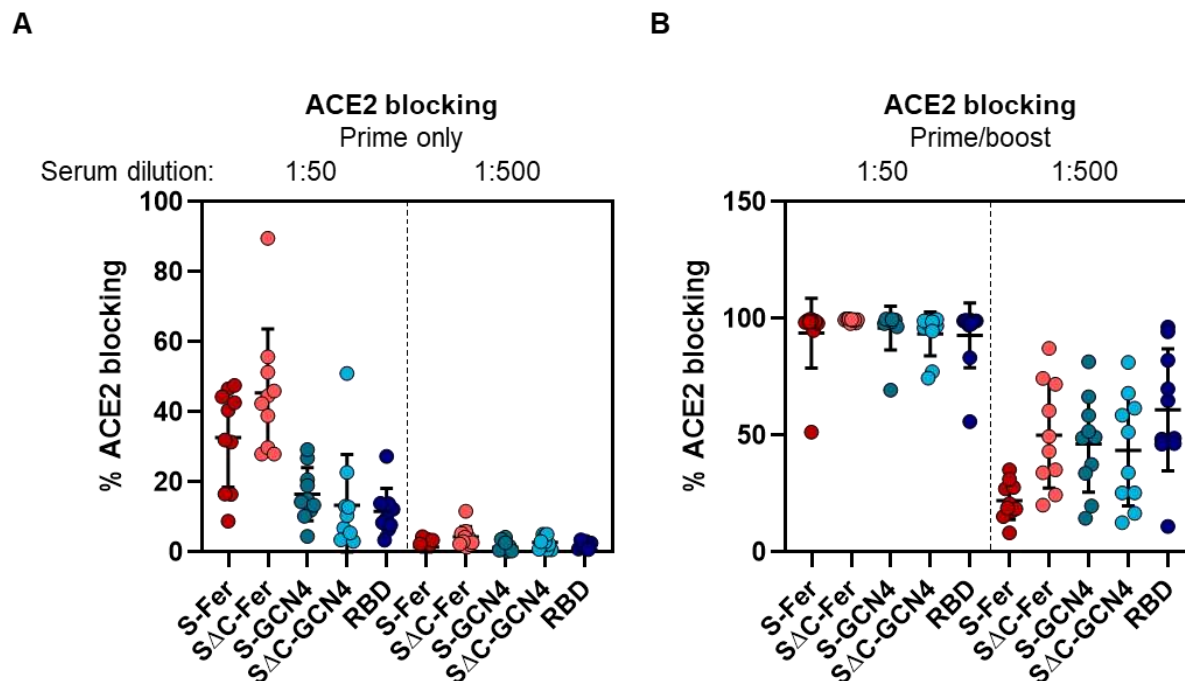 A
B
ACE2 blocking
Prime only
Serum dilution: 1:50 1:500
% ACE2 blocking
100
80
60
40
20
0
S-Fer
SΔC-Fer
S-GCN4
SΔC-GCN4
RBD
S-Fer
SΔC-Fer
S-GCN4
SΔC-GCN4
RBD
ACE2 blocking
Prime/boost
1:50 1:500
% ACE2 blocking
150
100
50
0
S-Fer
SΔC-Fer
S-GCN4
SΔC-GCN4
RBD
S-Fer
SΔC-Fer
S-GCN4
SΔC-GCN4
RBD